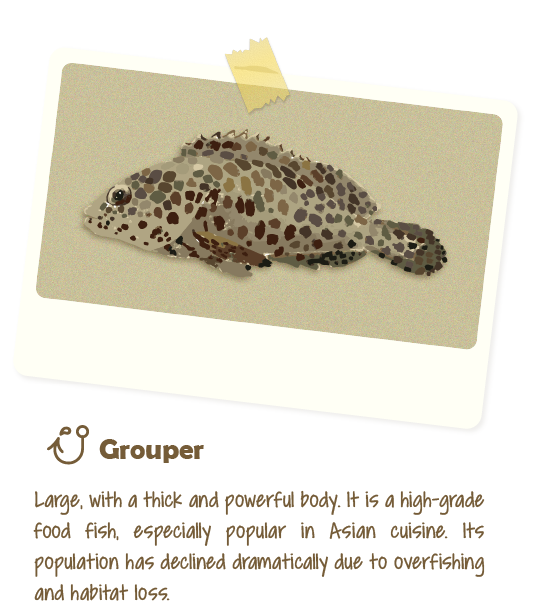 Grouper
Large, with a thick and powerful body. It is a high-grade
food fish, especially popular in Asian cuisine. Its
population has declined dramatically due to overfishing
and habitat loss.